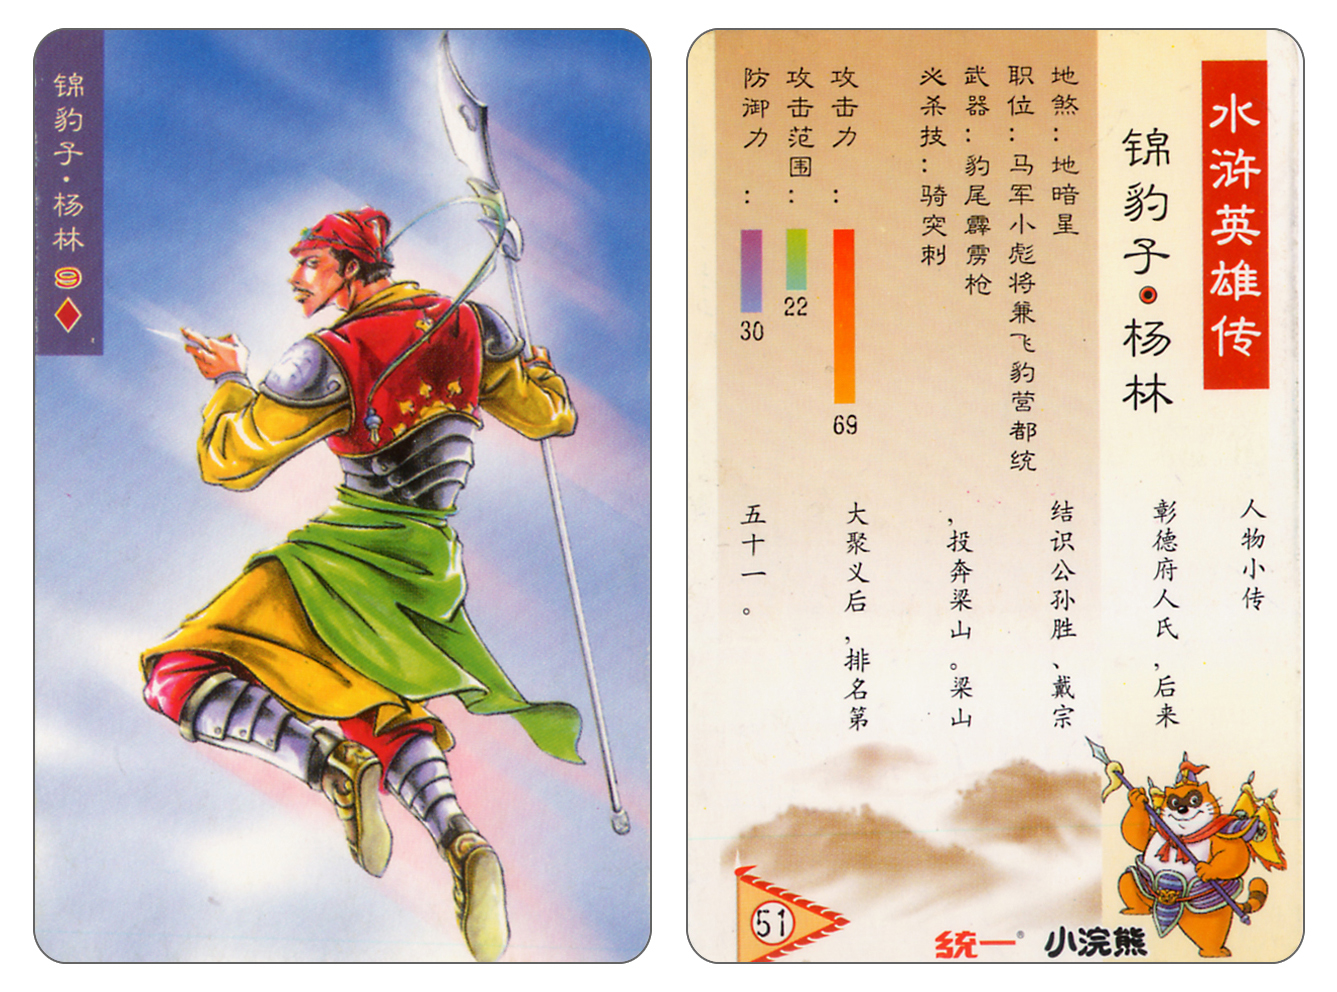 锦豹子·杨林
9
水浒英雄传
锦豹子·杨林
地煞：地暗星
职位：马军小彪将兼飞豹营都统
武器：豹尾霹雳枪
必杀技：骑突刺
攻击力：
69
攻击范围：
22
防御力：
30
人物小传
彰德府人氏，后来
结识公孙胜、戴宗
，投奔梁山。梁山
大聚义后，排名第
五十一。
51
统一® 小浣熊